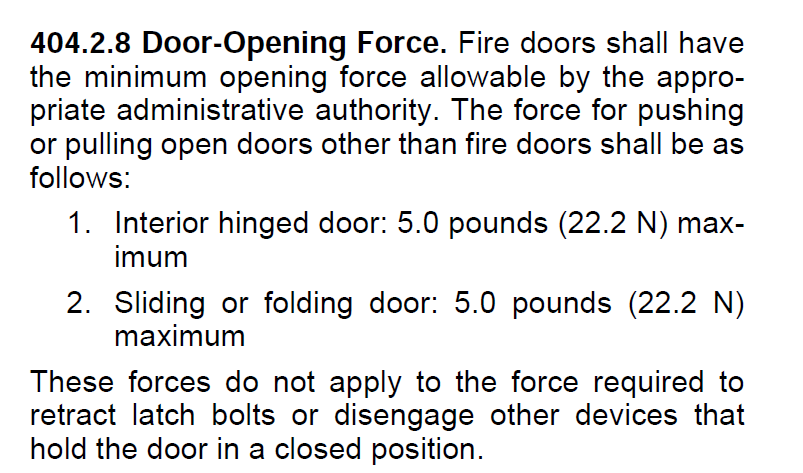 404.2.8 Door-Opening Force. Fire doors shall have
the minimum opening force allowable by the appro-
priate administrative authority. The force for pushing
or pulling open doors other than fire doors shall be as
follows:
1. Interior hinged door: 5.0 pounds (22.2 N) max-
imum
2. Sliding or folding door: 5.0 pounds (22.2 N)
maximum
These forces do not apply to the force required to
retract latch bolts or disengage other devices that
hold the door in a closed position.